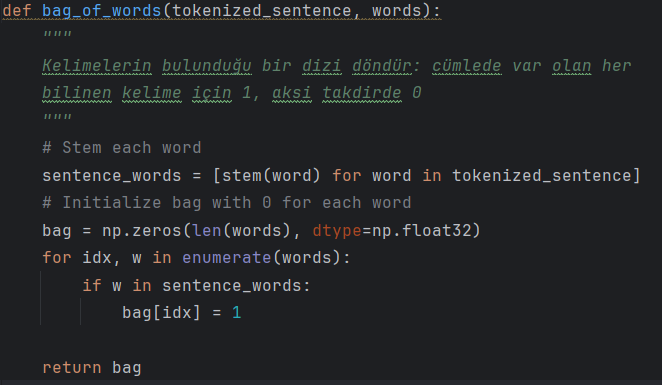 def bag_of_words(tokenized_sentence, words):
    """
    Kelimelerin bulunduğu bir dizi döndür: cümlede var olan her
    bilinen kelime için 1, aksi takdirde 0
    """
    # Stem each word
    sentence_words = [stem(word) for word in tokenized_sentence]
    # Initialize bag with 0 for each word
    bag = np.zeros(len(words), dtype=np.float32)
    for idx, w in enumerate(words):
        if w in sentence_words:
            bag[idx] = 1
    return bag